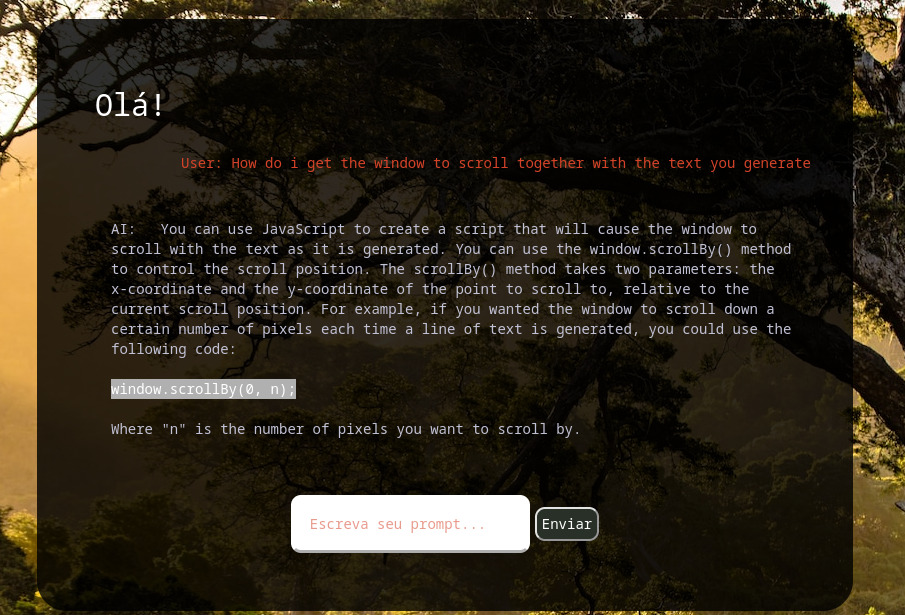 Olá!
User: How do i get the window to scroll together with the text you generate
AI:   You can use JavaScript to create a script that will cause the window to
scroll with the text as it is generated. You can use the window.scrollBy() method
to control the scroll position. The scrollBy() method takes two parameters: the
x-coordinate and the y-coordinate of the point to scroll to, relative to the
current scroll position. For example, if you wanted the window to scroll down a
certain number of pixels each time a line of text is generated, you could use the
following code:
window.scrollBy(0, n);
Where "n" is the number of pixels you want to scroll by.
Escreva seu prompt...
Enviar